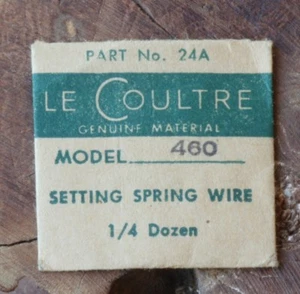 PART No. 24A
LE COULTRE
GENUINE MATERIAL
MODEL 460
SETTING SPRING WIRE
1/4 Dozen